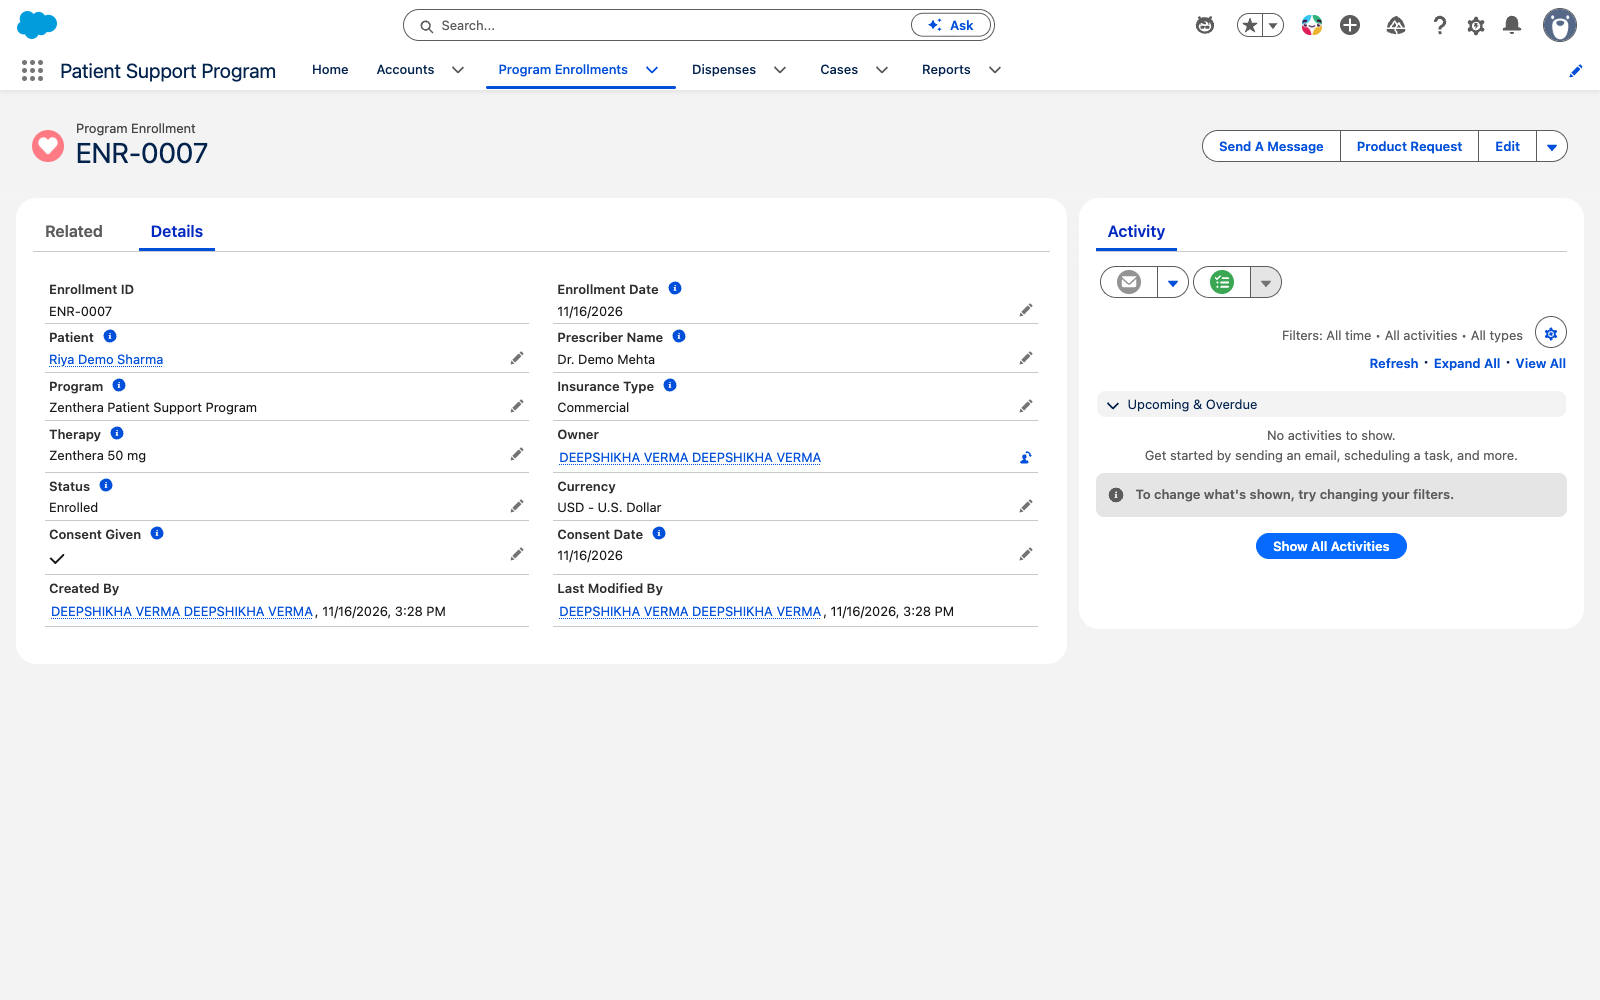 Search...
Ask
Patient Support Program
Home
Accounts
Program Enrollments
Dispenses
Cases
Reports
Program Enrollment
ENR-0007
Send A Message
Product Request
Edit
Related
Details
Enrollment ID
ENR-0007
Enrollment Date
11/16/2026
Patient
Riya Demo Sharma
Prescriber Name
Dr. Demo Mehta
Program
Zenthera Patient Support Program
Insurance Type
Commercial
Therapy
Zenthera 50 mg
Owner
DEEPSHIKHA VERMA DEEPSHIKHA VERMA
Status
Enrolled
Currency
USD - U.S. Dollar
Consent Given
Consent Date
11/16/2026
Created By
DEEPSHIKHA VERMA DEEPSHIKHA VERMA, 11/16/2026, 3:28 PM
Last Modified By
DEEPSHIKHA VERMA DEEPSHIKHA VERMA, 11/16/2026, 3:28 PM
Activity
Filters: All time • All activities • All types
Refresh • Expand All • View All
Upcoming & Overdue
No activities to show.
Get started by sending an email, scheduling a task, and more.
To change what's shown, try changing your filters.
Show All Activities